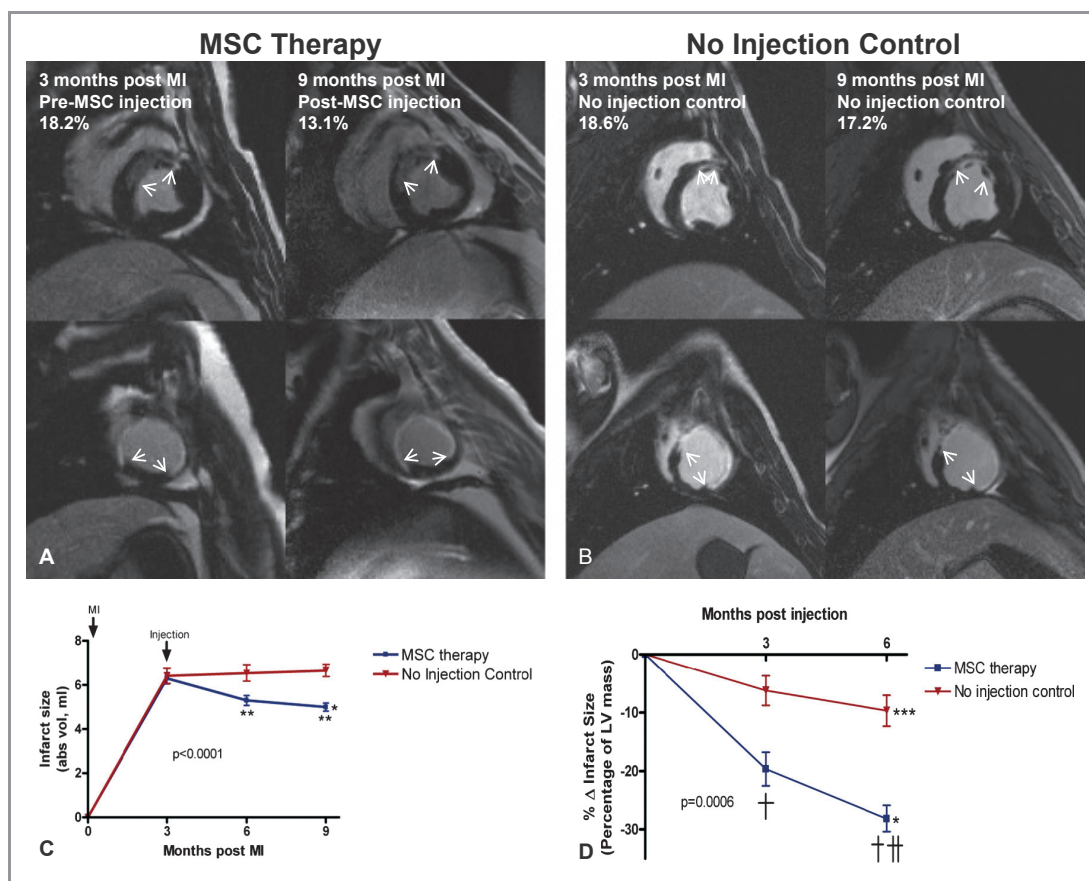 MSC Therapy
No Injection Control
3 months post MI
Pre-MSC injection
18.2%
9 months post MI
Post-MSC injection
13.1%
3 months post MI
No injection control
18.6%
9 months post MI
No injection control
17.2%
A
B
MI
Injection
8
6
4
2
0
0
3
6
9
Infarct size
(abs vol, ml)
Months post MI
MSC therapy
No Injection Control
**
**
*
p<0.0001
C
Months post injection
3
6
0
-10
-20
-30
% Δ Infarct Size
(Percentage of LV mass)
MSC therapy
No injection control
***
*
p=0.0006
†
† ‡
D